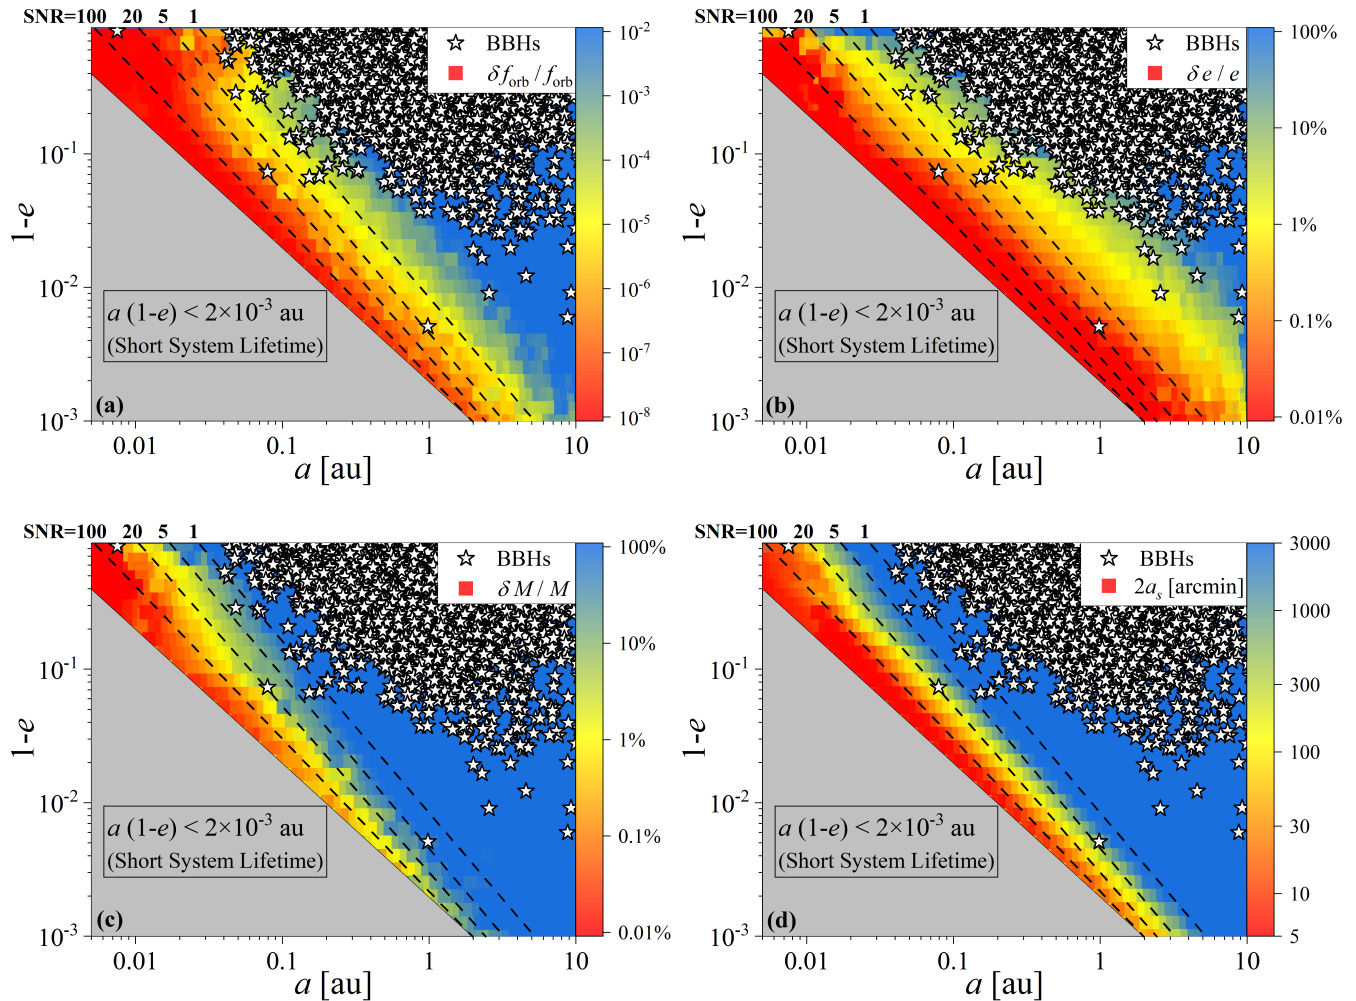 SNR=100 20 5 1
BBHs
δf_orb / f_orb
10^-2
10^-3
10^-4
10^-5
10^-6
10^-7
10^-8
10^-1
10^-2
10^-3
1-e
a (1-e) < 2×10^-3 au
(Short System Lifetime)
(a)
0.01 0.1 1 10
a [au]
SNR=100 20 5 1
BBHs
δe / e
100%
10%
1%
0.1%
0.01%
10^-1
10^-2
10^-3
1-e
a (1-e) < 2×10^-3 au
(Short System Lifetime)
(b)
0.01 0.1 1 10
a [au]
SNR=100 20 5 1
BBHs
δM / M
100%
10%
1%
0.1%
0.01%
10^-1
10^-2
10^-3
1-e
a (1-e) < 2×10^-3 au
(Short System Lifetime)
(c)
0.01 0.1 1 10
a [au]
SNR=100 20 5 1
BBHs
2a_s [arcmin]
3000
1000
300
100
30
10
5
10^-1
10^-2
10^-3
1-e
a (1-e) < 2×10^-3 au
(Short System Lifetime)
(d)
0.01 0.1 1 10
a [au]